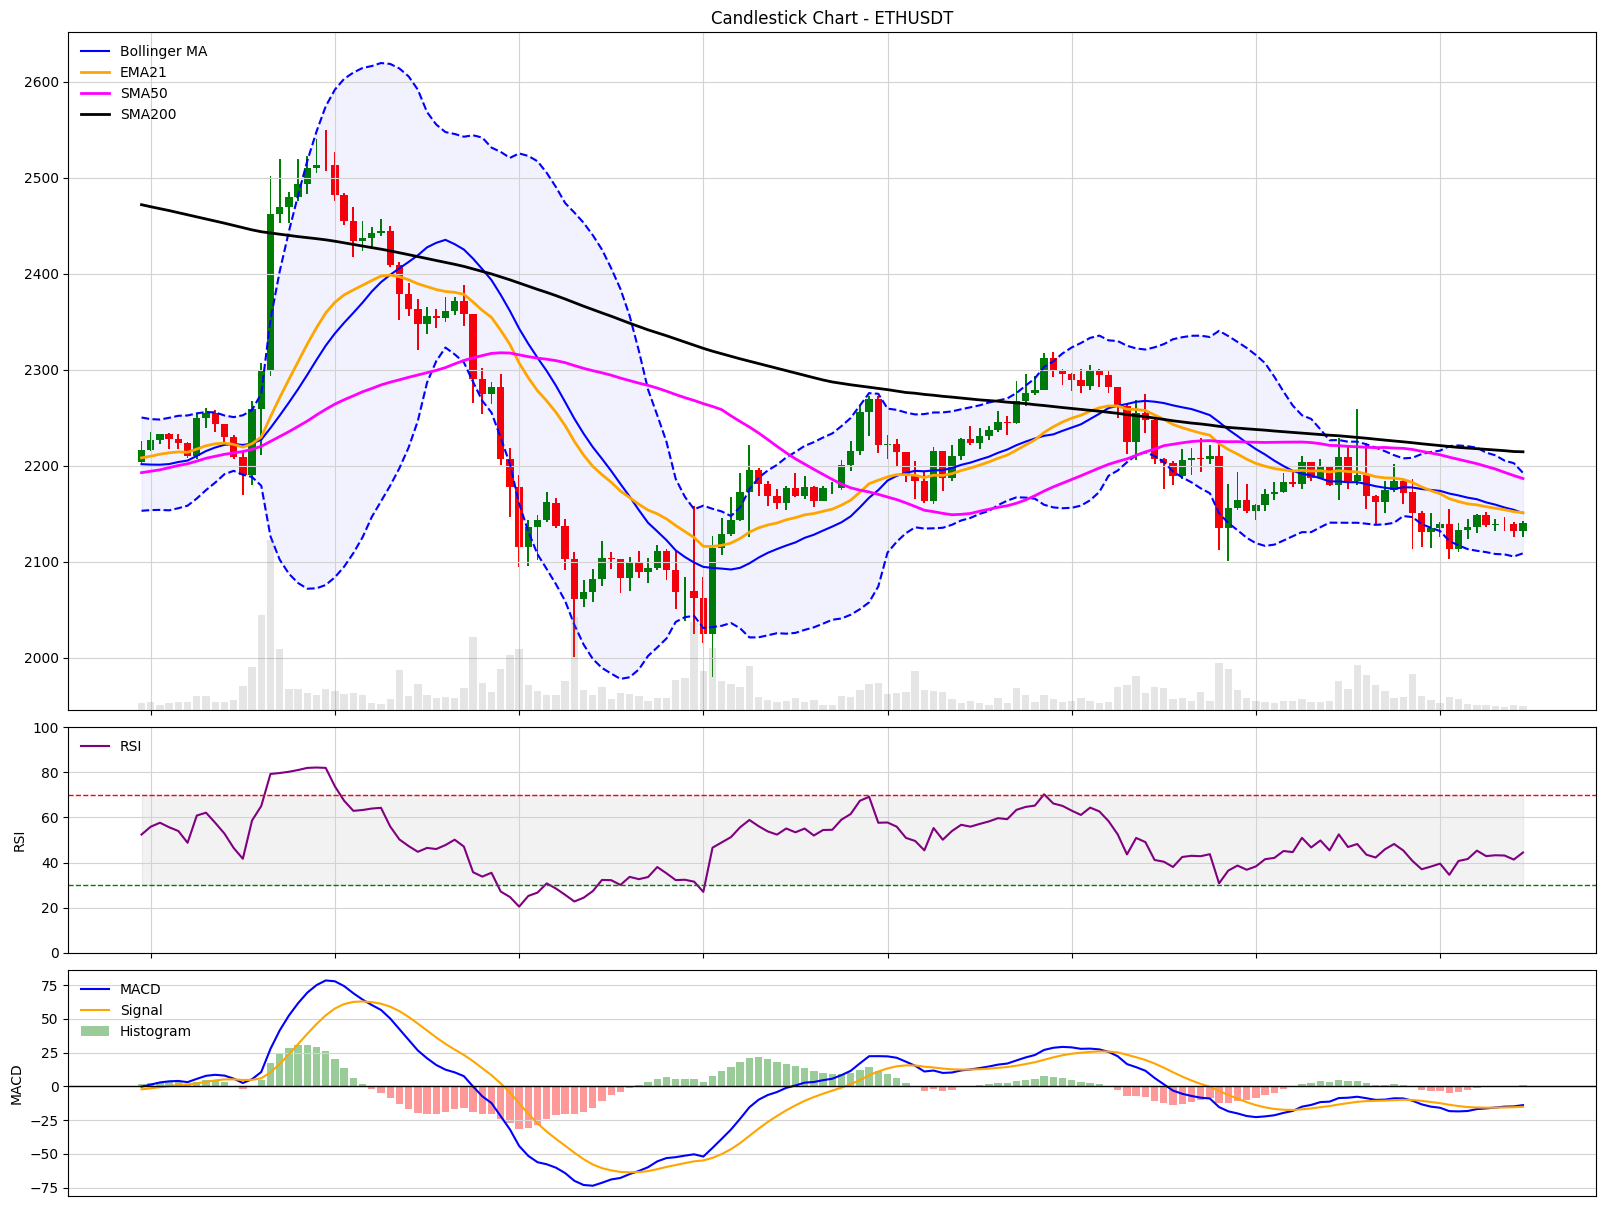 Candlestick Chart - ETHUSDT
Bollinger MA
EMA21
SMA50
SMA200
2600
2500
2400
2300
2200
2100
2000
RSI
100
80
60
40
20
0
RSI
MACD
Signal
Histogram
75
50
25
0
−25
−50
−75
MACD